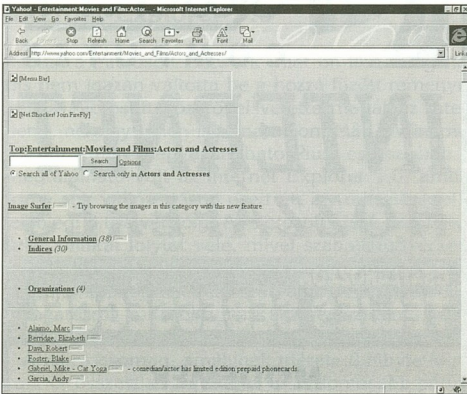 Yahoo! - Entertainment:Movies and Films:Actor... - Microsoft Internet Explorer
File Edit View Go Favorites Help
Back Stop Refresh Home Search Favorites Print Font Mail
Address http://www.yahoo.com/Entertainment/Movies_and_Films/Actors_and_Actresses/ Links
[Menu Bar]
[Net Shocker! Join FireFly]
Top:Entertainment:Movies and Films:Actors and Actresses
Search Options
Search all of Yahoo Search only in Actors and Actresses
Image Surfer - Try browsing the images in this category with this new feature
General Information (38)
Indices (30)
Organizations (4)
Alaimo, Marc
Berridge, Elizabeth
Davi, Robert
Foster, Blake
Gabriel, Mike - Cat Yoga - comedian/actor has limited edition prepaid phonecards.
Garcia, Andy